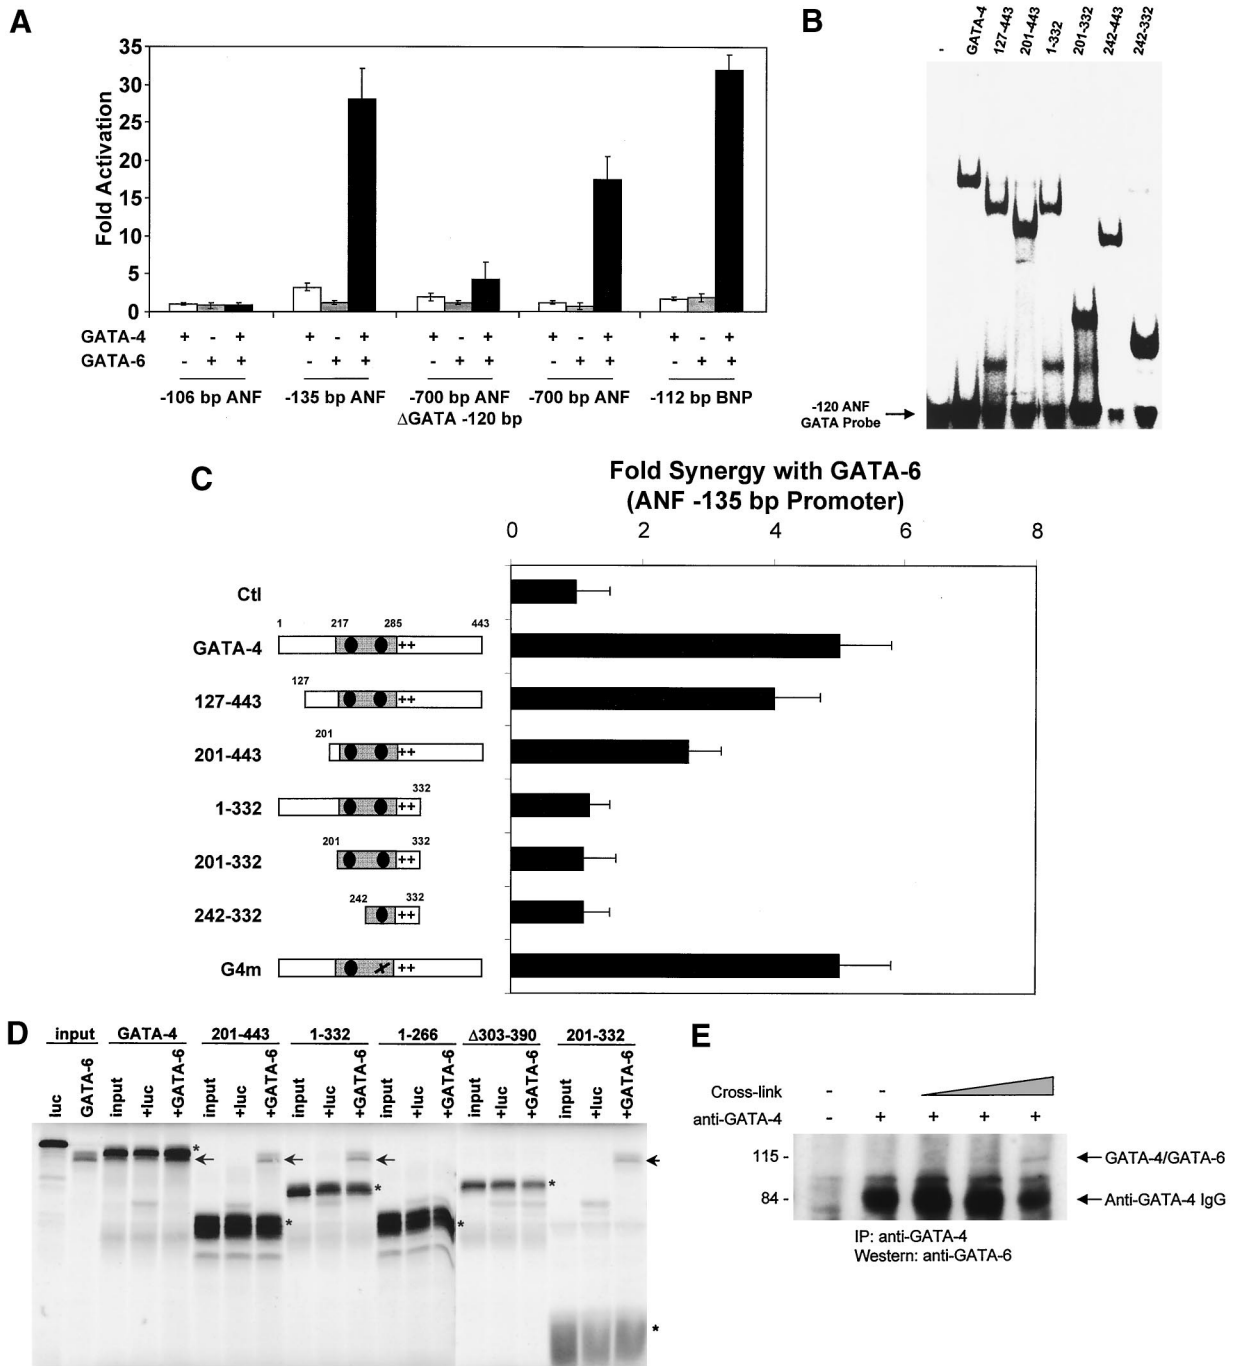 A
Fold Activation
35
30
25
20
15
10
5
0
GATA-4 + - + + - + + - + + - + + - +
GATA-6 - + + - + + - + + - + + - + +
-106 bp ANF -135 bp ANF -700 bp ANF -700 bp ANF -112 bp BNP
ΔGATA -120 bp
B
- GATA-4 127-443 201-443 1-332 201-332 242-443 242-332
-120 ANF
GATA Probe
C
Fold Synergy with GATA-6
(ANF -135 bp Promoter)
0 2 4 6 8
Ctl
1 217 285 443
GATA-4 ++
127
127-443 ++
201
201-443 ++
332
1-332 ++
201 332
201-332 ++
242 332
242-332 ++
G4m x ++
D
input GATA-4 201-443 1-332 1-266 Δ303-390 201-332
luc GATA-6 input +luc +GATA-6 input +luc +GATA-6 input +luc +GATA-6 input +luc +GATA-6 input +luc +GATA-6 input +luc +GATA-6
* * * * * *
E
Cross-link - -
anti-GATA-4 - + + + +
115 - GATA-4/GATA-6
84 - Anti-GATA-4 IgG
IP: anti-GATA-4
Western: anti-GATA-6